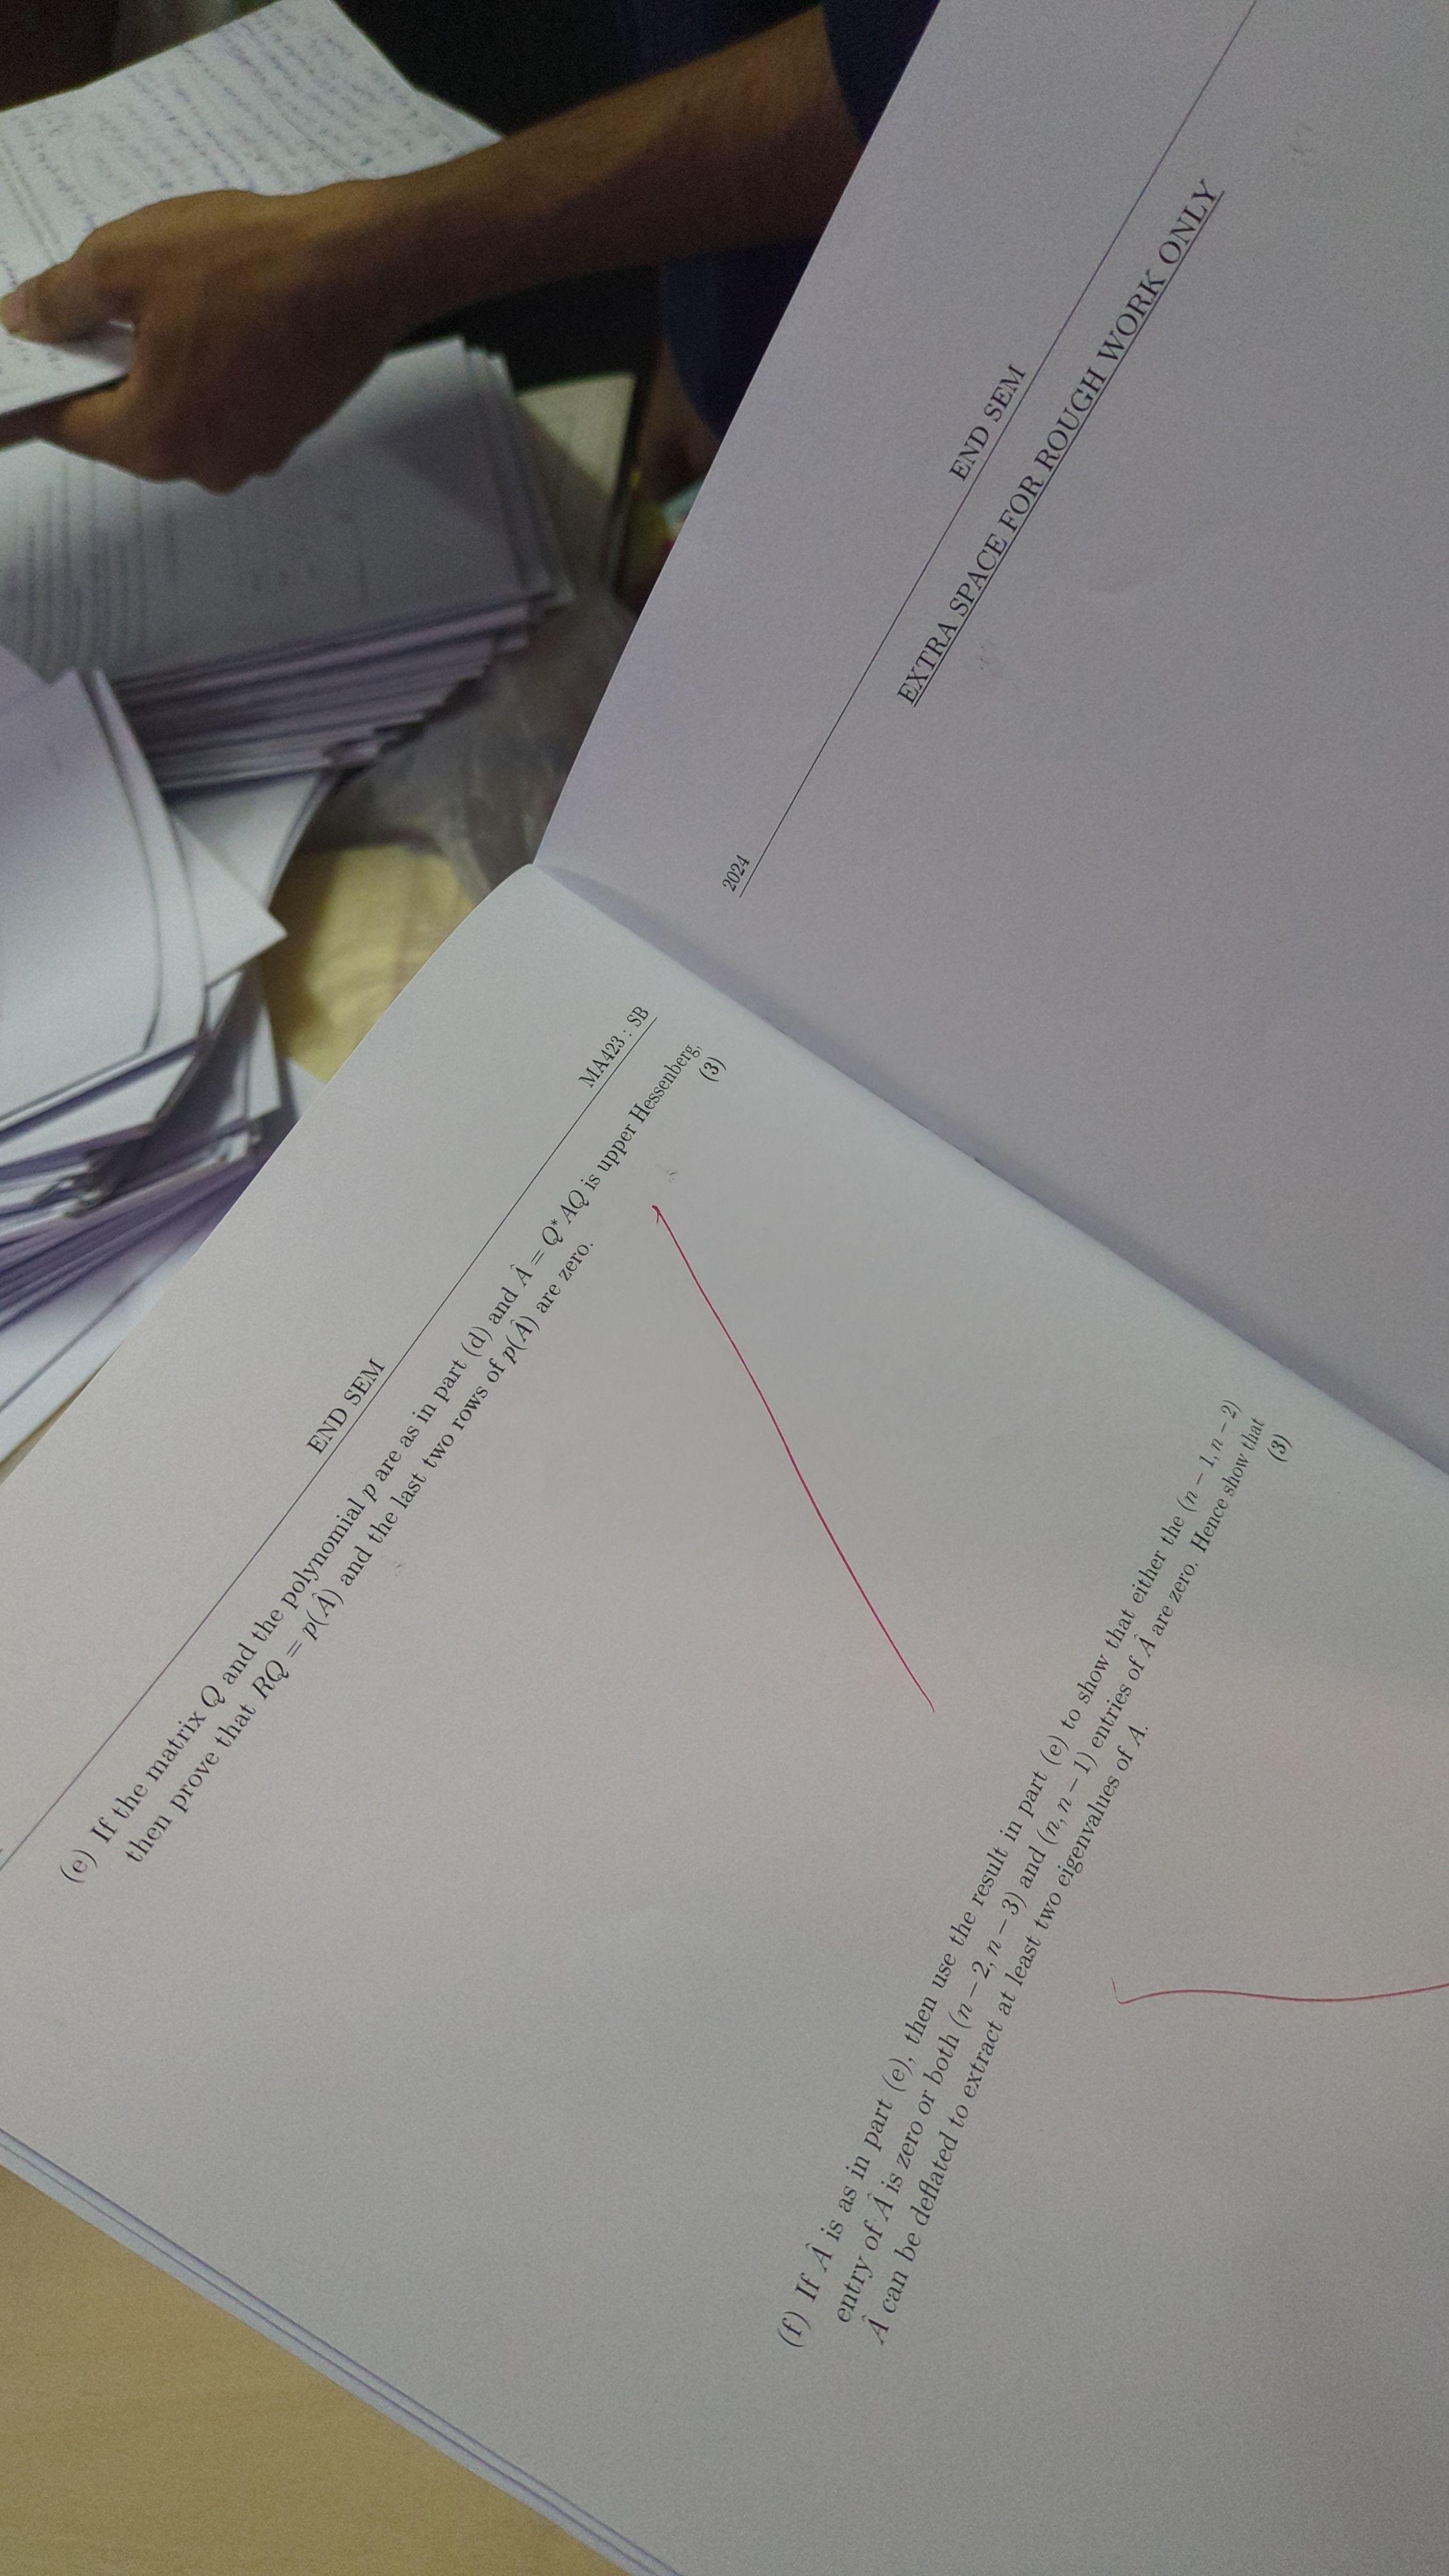 END SEM
MA423 : SB
(e) If the matrix Q and the polynomial p are as in part (d) and Â = Q*AQ is upper Hessenberg,
then prove that RQ = p(Â) and the last two rows of p(Â) are zero.
(3)
(f) If Â is as in part (e), then use the result in part (e) to show that either the (n − 1, n − 2)
entry of Â is zero or both (n − 2, n − 3) and (n, n − 1) entries of Â are zero. Hence show that
Â can be deflated to extract at least two eigenvalues of A.
(3)
2024
END SEM
EXTRA SPACE FOR ROUGH WORK ONLY